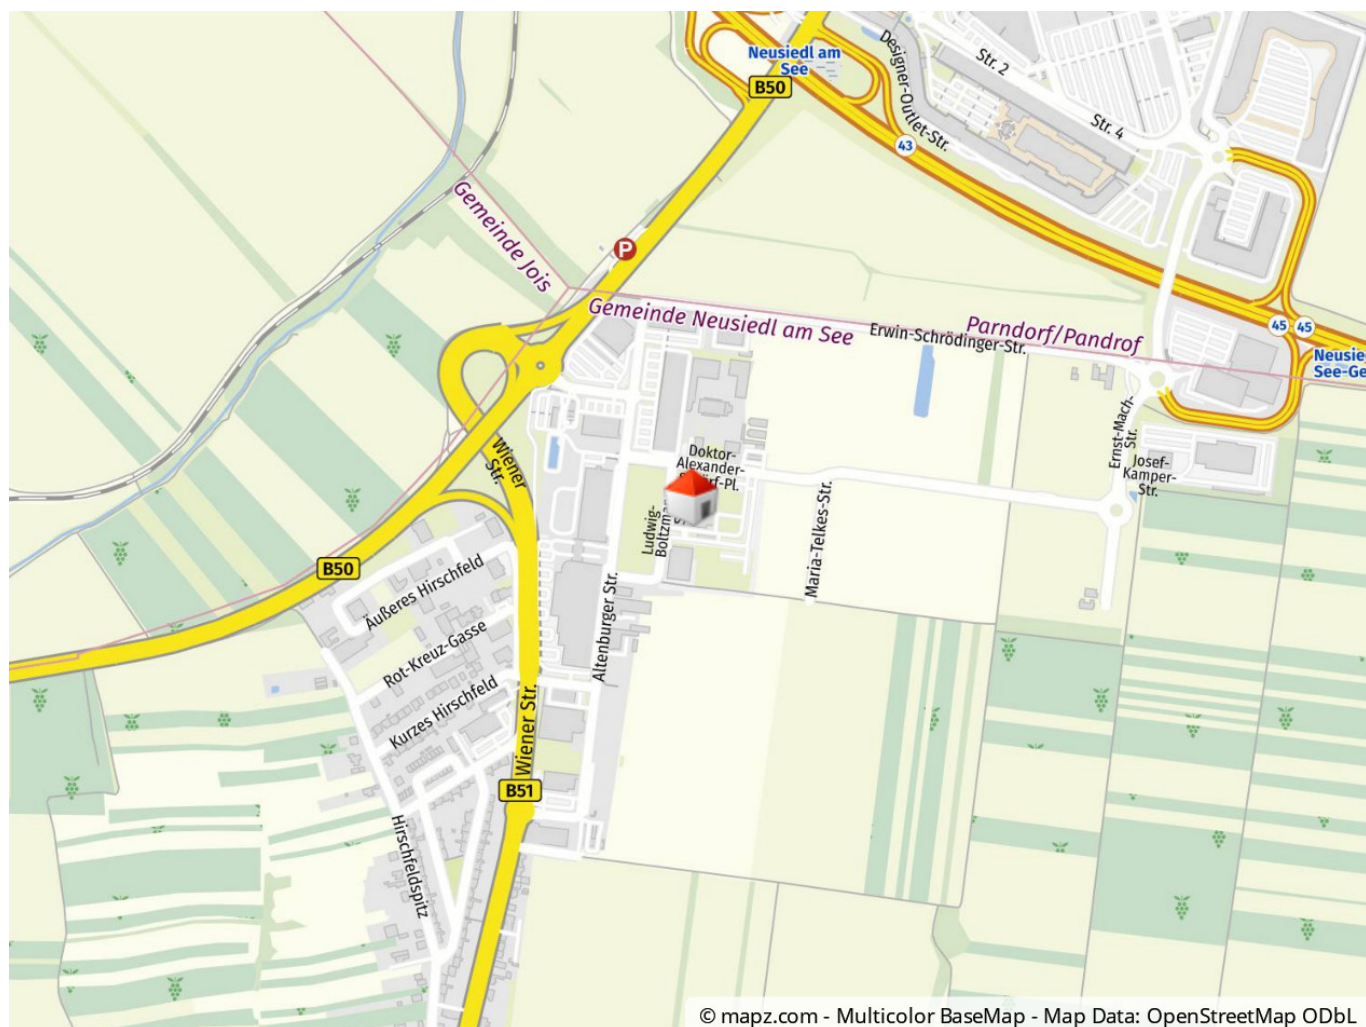 Neusiedl am
See
B50
Designer-Outlet-Str.
Str. 2
Str. 4
43
Gemeinde Jois
P
Gemeinde Neusiedl am See
Parndorf/Pandrof
Erwin-Schrödinger-Str.
45
45
Neusie
See-Ge
Ernst-Mach-
Str.
Josef-
Kamper-
Str.
Wiener
Str.
Doktor-
Alexander-
rf-Pl.
Ludwig-
Boltzma
Maria-Telkes-Str.
B50
Äußeres Hirschfeld
Rot-Kreuz-Gasse
Kurzes Hirschfeld
Altenburger Str.
Wiener Str.
B51
Hirschfeldspitz
© mapz.com - Multicolor BaseMap - Map Data: OpenStreetMap ODbL